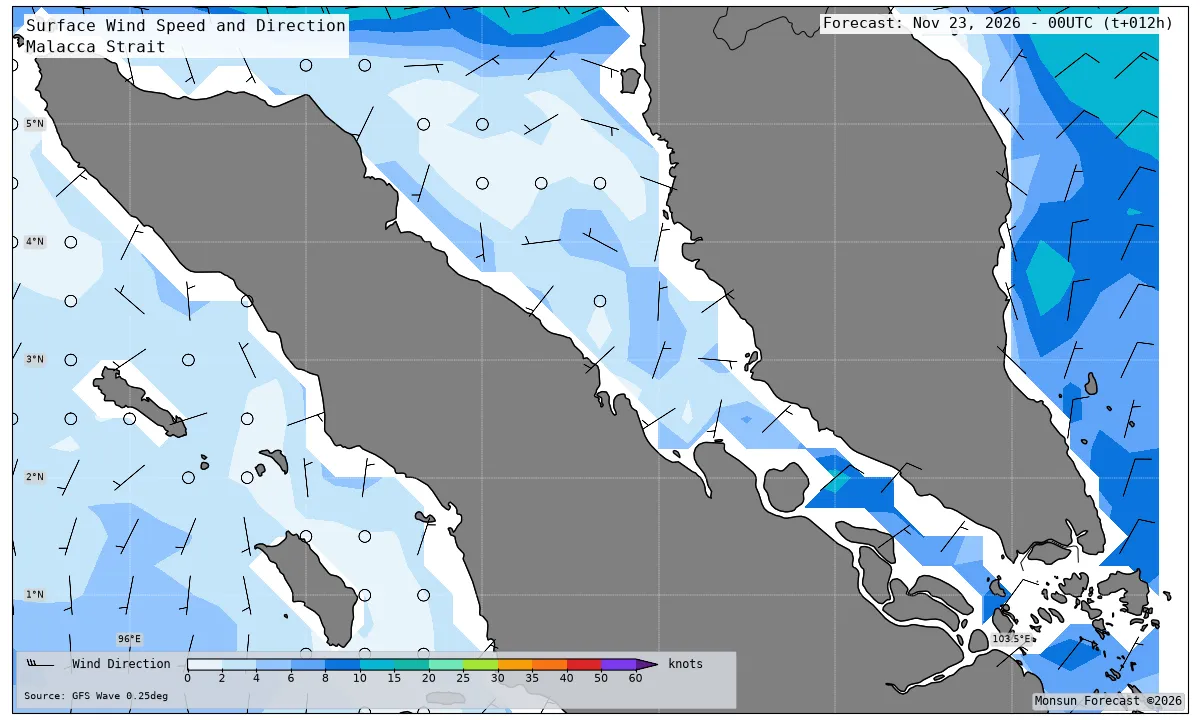 Surface Wind Speed and Direction
Malacca Strait
Forecast: Nov 23, 2026 - 00UTC (t+012h)
5°N
4°N
3°N
2°N
1°N
96°E
103.5°E
Wind Direction
0 2 4 6 8 10 12 15 20 25 30 35 40 50 60
knots
Source: GFS Wave 0.25deg
Monsun Forecast ©2026